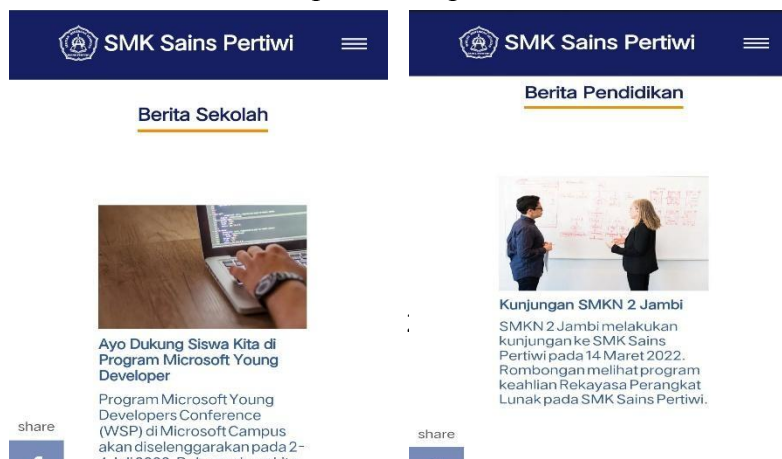 SMK Sains Pertiwi
Berita Sekolah
Ayo Dukung Siswa Kita di
Program Microsoft Young
Developer
Program Microsoft Young
Developers Conference
(WSP) di Microsoft Campus
akan diselenggarakan pada 2-
share
SMK Sains Pertiwi
Berita Pendidikan
Kunjungan SMKN 2 Jambi
SMKN 2 Jambi melakukan
kunjungan ke SMK Sains
Pertiwi pada 14 Maret 2022.
Rombongan melihat program
keahlian Rekayasa Perangkat
Lunak pada SMK Sains Pertiwi.
share